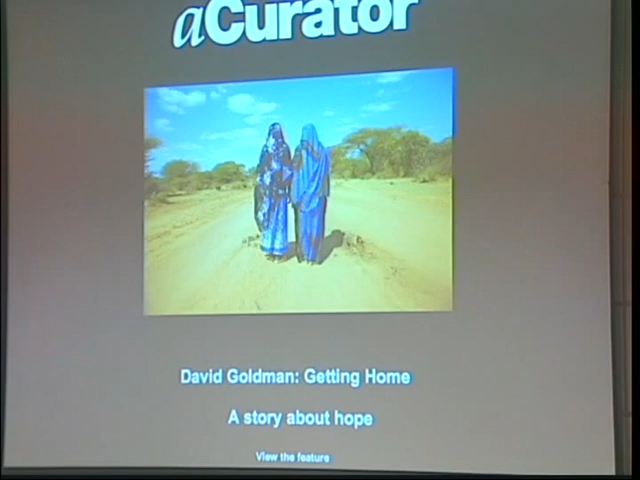 aCurator
David Goldman: Getting Home
A story about hope
View the feature